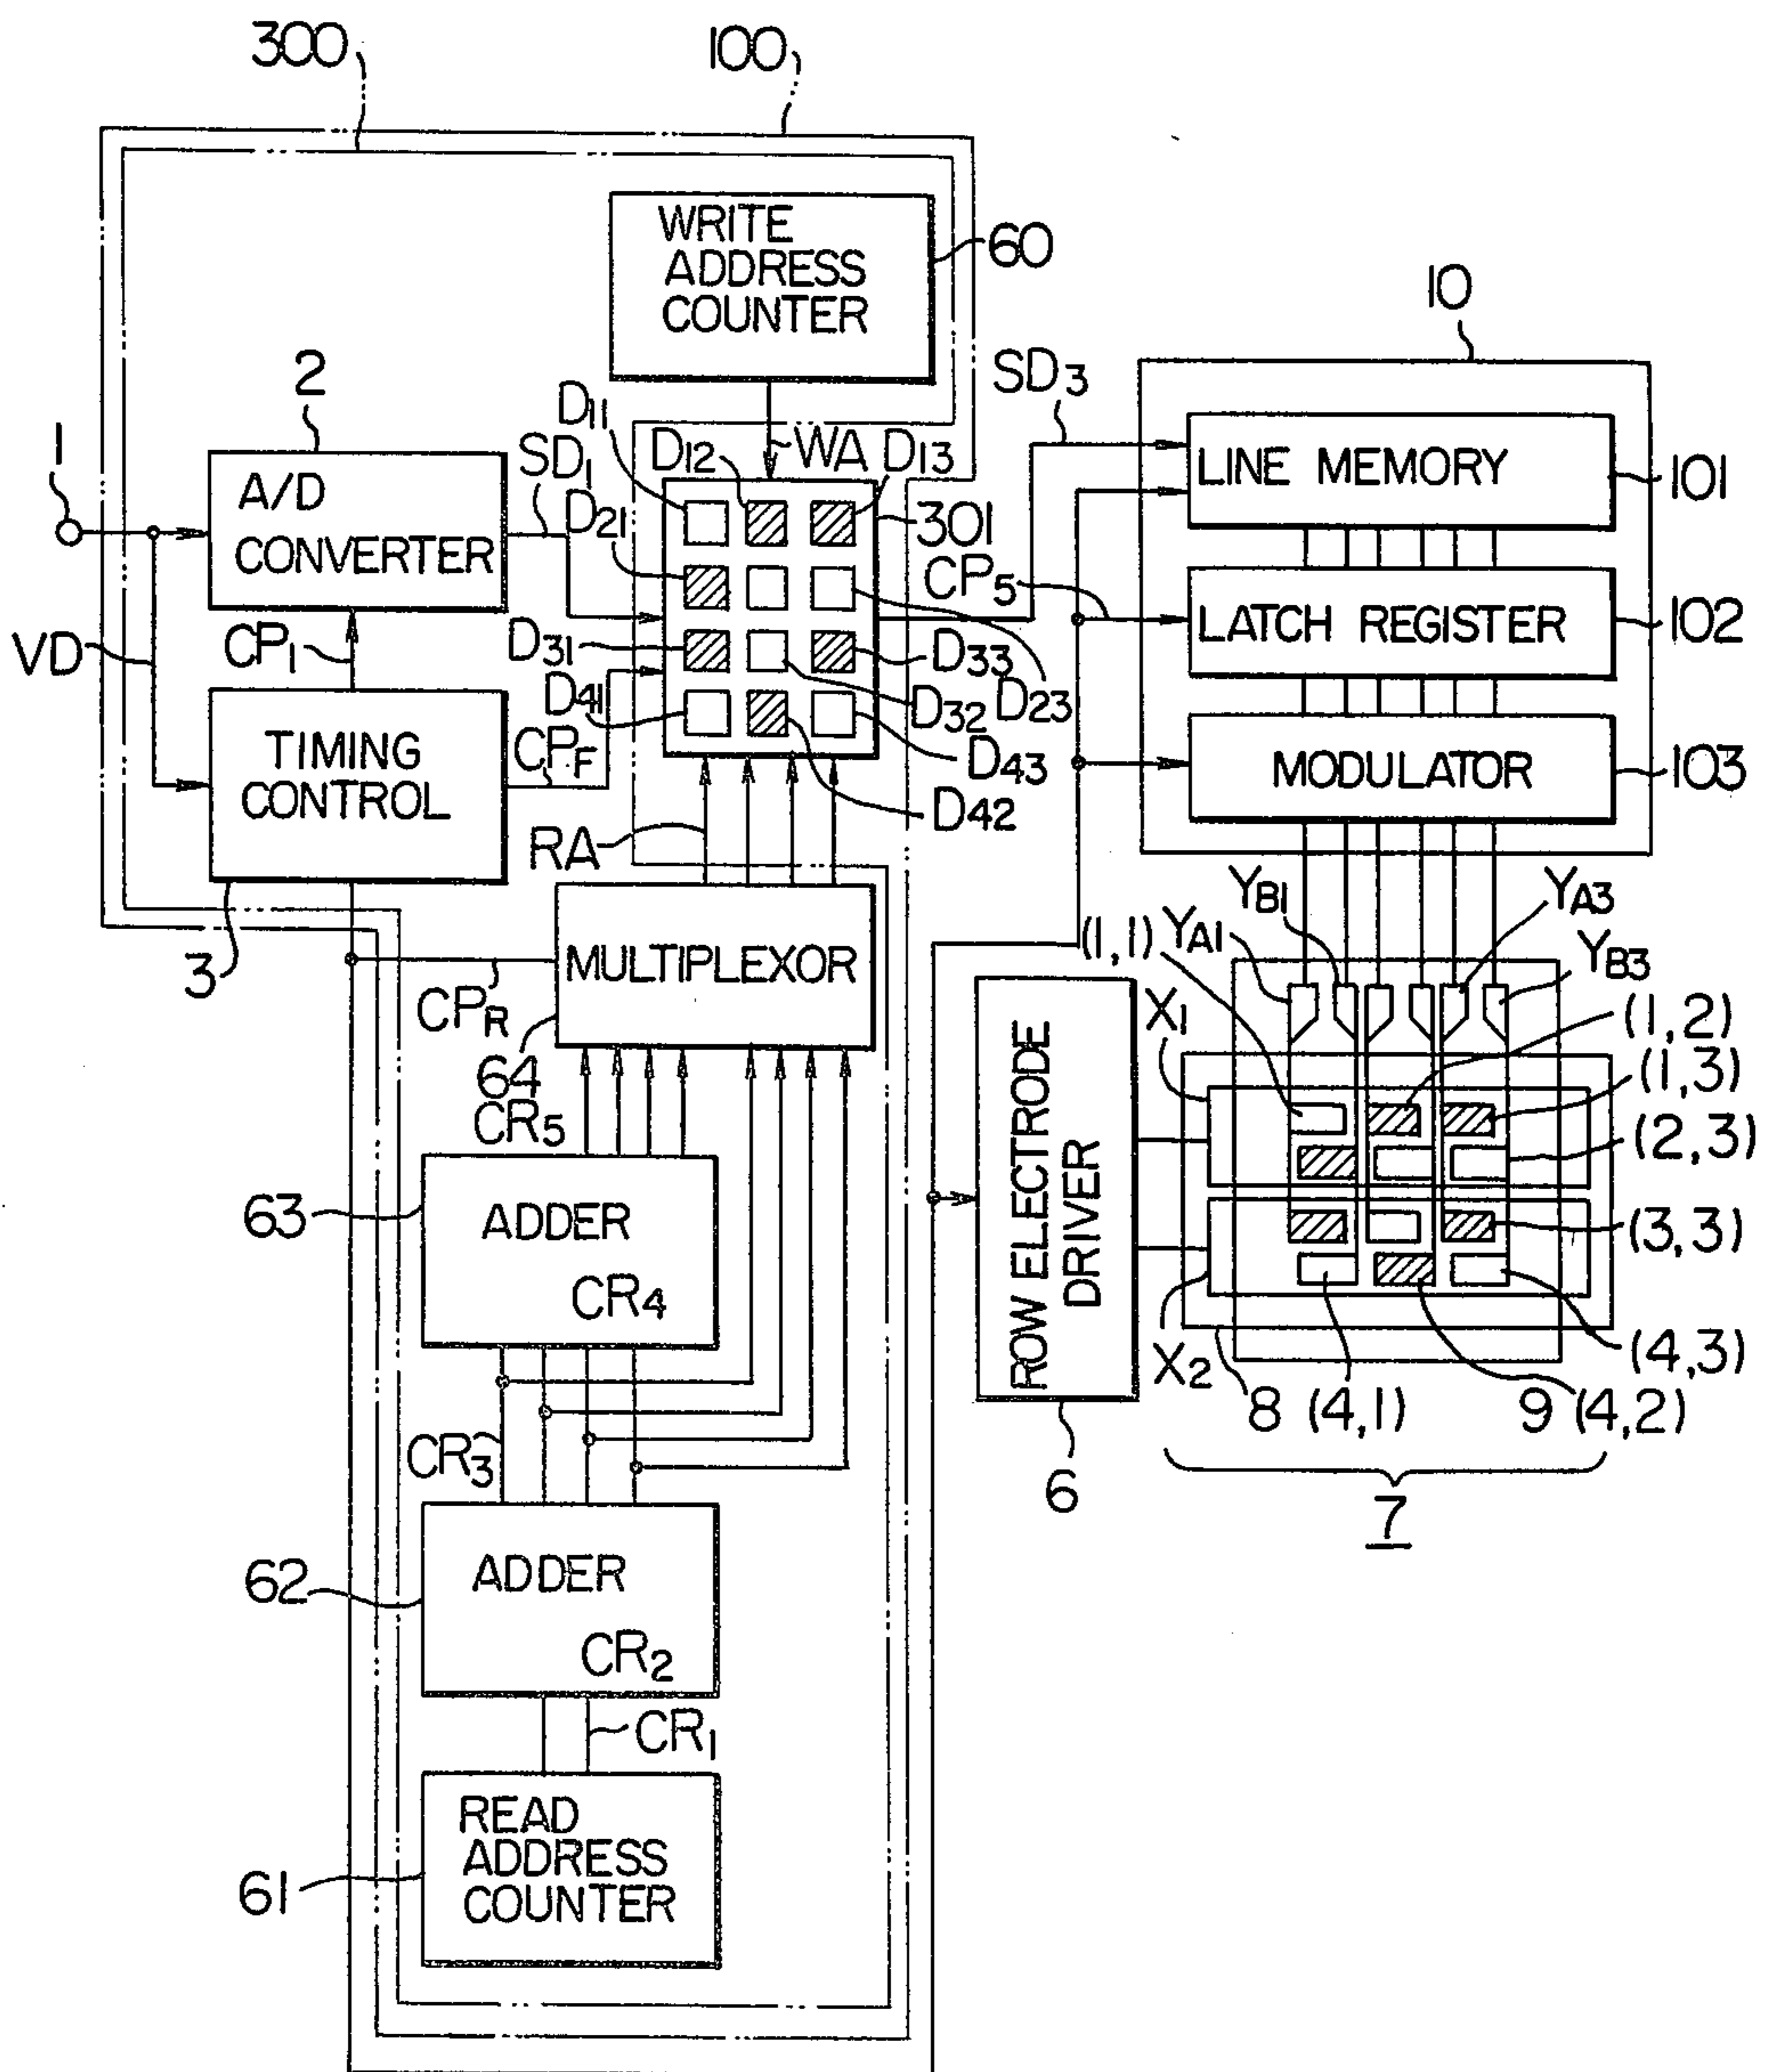 300
100
WRITE
ADDRESS
COUNTER
60
10
2
SD3
D11
1
A/D
CONVERTER
SD1
D12
WA
D13
LINE MEMORY
101
D21
301
CP5
LATCH REGISTER
102
VD
CP1
D31
D33
D41
D32
D23
TIMING
CONTROL
CPF
D43
MODULATOR
103
D42
RA
YB1
YA3
(1,1)
YA1
YB3
3
MULTIPLEXOR
CPR
X1
(1,2)
64
(1,3)
CR5
ROW ELECTRODE
DRIVER
(2,3)
63
ADDER
CR4
(3,3)
X2
(4,3)
8
(4,1)
9
(4,2)
CR3
6
7
62
ADDER
CR2
CR1
READ
ADDRESS
COUNTER
61